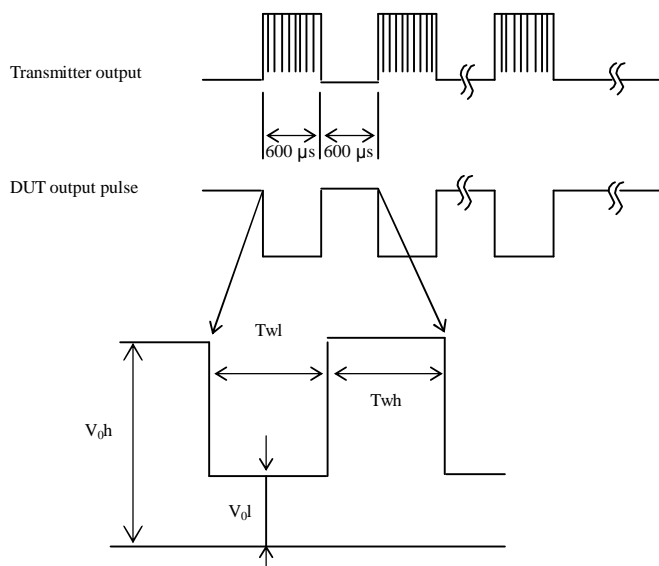 Transmitter output
600 μs
600 μs
DUT output pulse
Twl
Twh
V₀h
V₀l